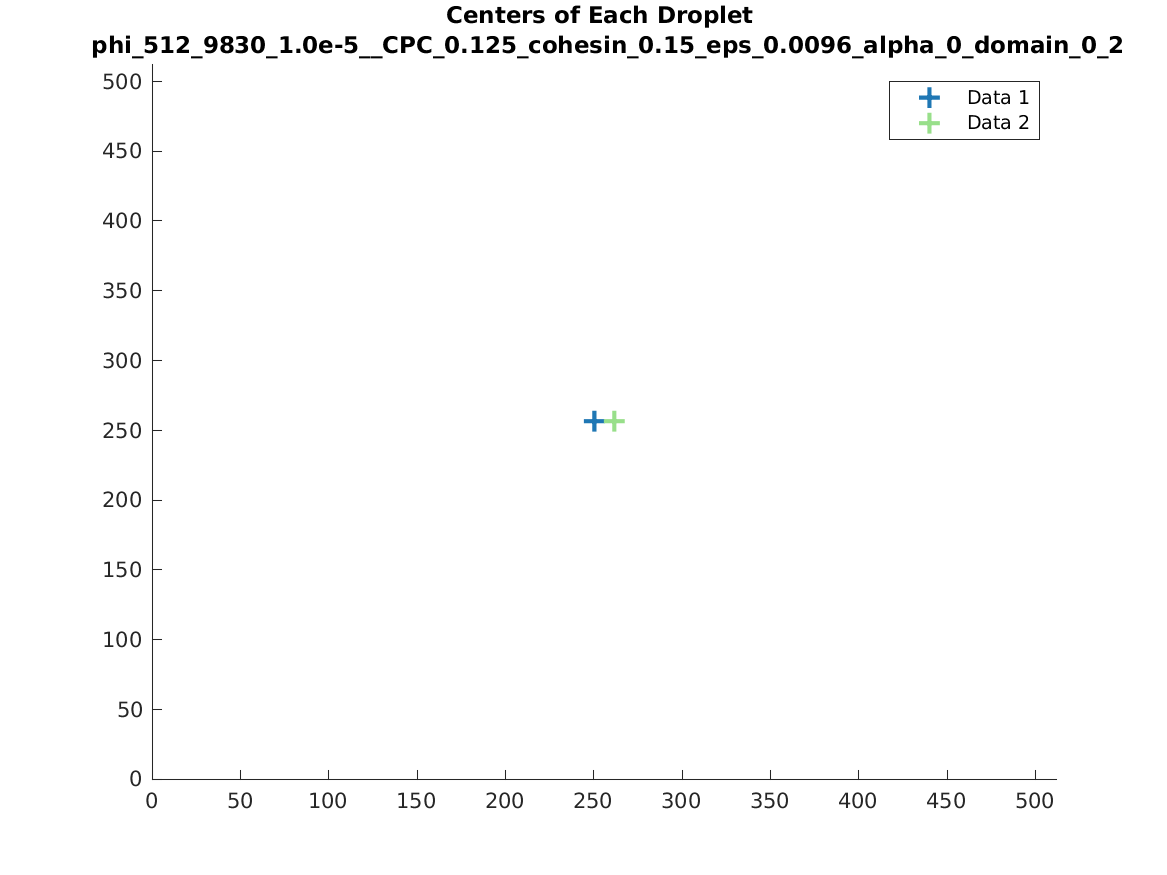 Centers of Each Droplet
phi_512_9830_1.0e-5__CPC_0.125_cohesin_0.15_eps_0.0096_alpha_0_domain_0_2
500
450
400
350
300
250
200
150
100
50
0
Data 1
Data 2
0 50 100 150 200 250 300 350 400 450 500